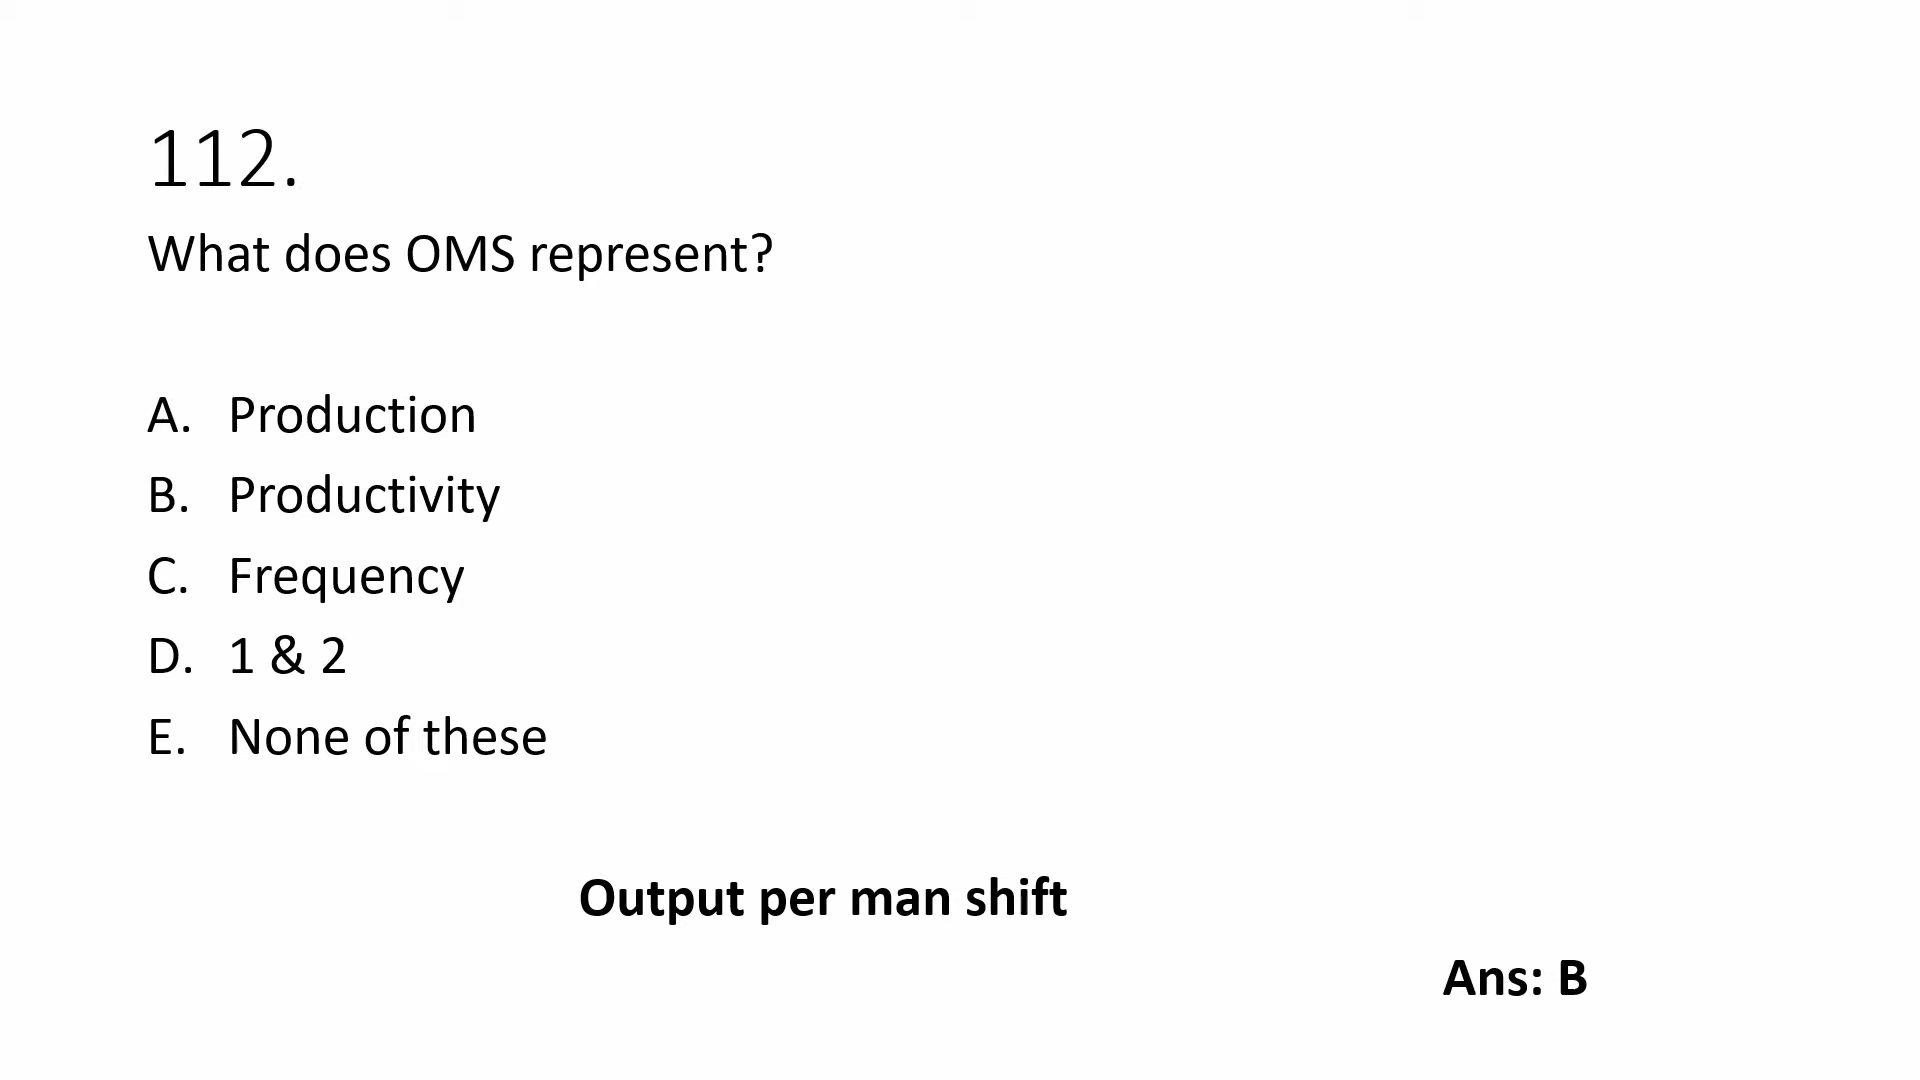 112.
What does OMS represent?
A. Production
B. Productivity
C. Frequency
D. 1 & 2
E. None of these
Output per man shift
Ans: B